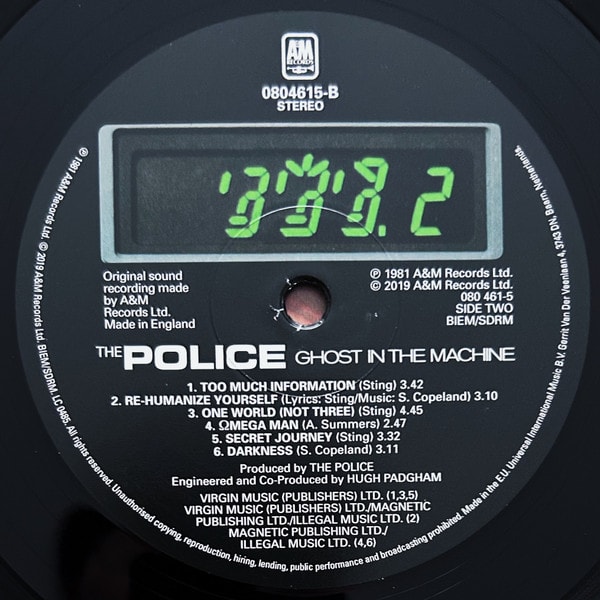 A&M
RECORDS
0804615-B
STEREO
.2
Original sound
recording made
by A&M
Records Ltd.
Made in England
℗ 1981 A&M Records Ltd.
© 2019 A&M Records Ltd.
080 461-5
SIDE TWO
BIEM/SDRM
THE POLICE GHOST IN THE MACHINE
1. TOO MUCH INFORMATION (Sting) 3.42
2. RE-HUMANIZE YOURSELF (Lyrics: Sting/Music: S. Copeland) 3.10
3. ONE WORLD (NOT THREE) (Sting) 4.45
4. ΩMEGA MAN (A. Summers) 2.47
5. SECRET JOURNEY (Sting) 3.32
6. DARKNESS (S. Copeland) 3.11
Produced by THE POLICE
Engineered and Co-Produced by HUGH PADGHAM
VIRGIN MUSIC (PUBLISHERS) LTD. (1,3,5)
VIRGIN MUSIC (PUBLISHERS) LTD./MAGNETIC
PUBLISHING LTD./ILLEGAL MUSIC LTD. (2)
MAGNETIC PUBLISHING LTD./
ILLEGAL MUSIC LTD. (4,6)
℗ 1981 A&M Records Ltd. © 2019 A&M Records Ltd. BIEM/SDRM. LC 0485. All rights reserved. Unauthorised copying, reproduction, hiring, lending, public performance and broadcasting prohibited. Made in the E.U. Universal International Music B.V. Gerrit Van Der Veenlaan 4, 3743 DN, Baarn, Netherlands.